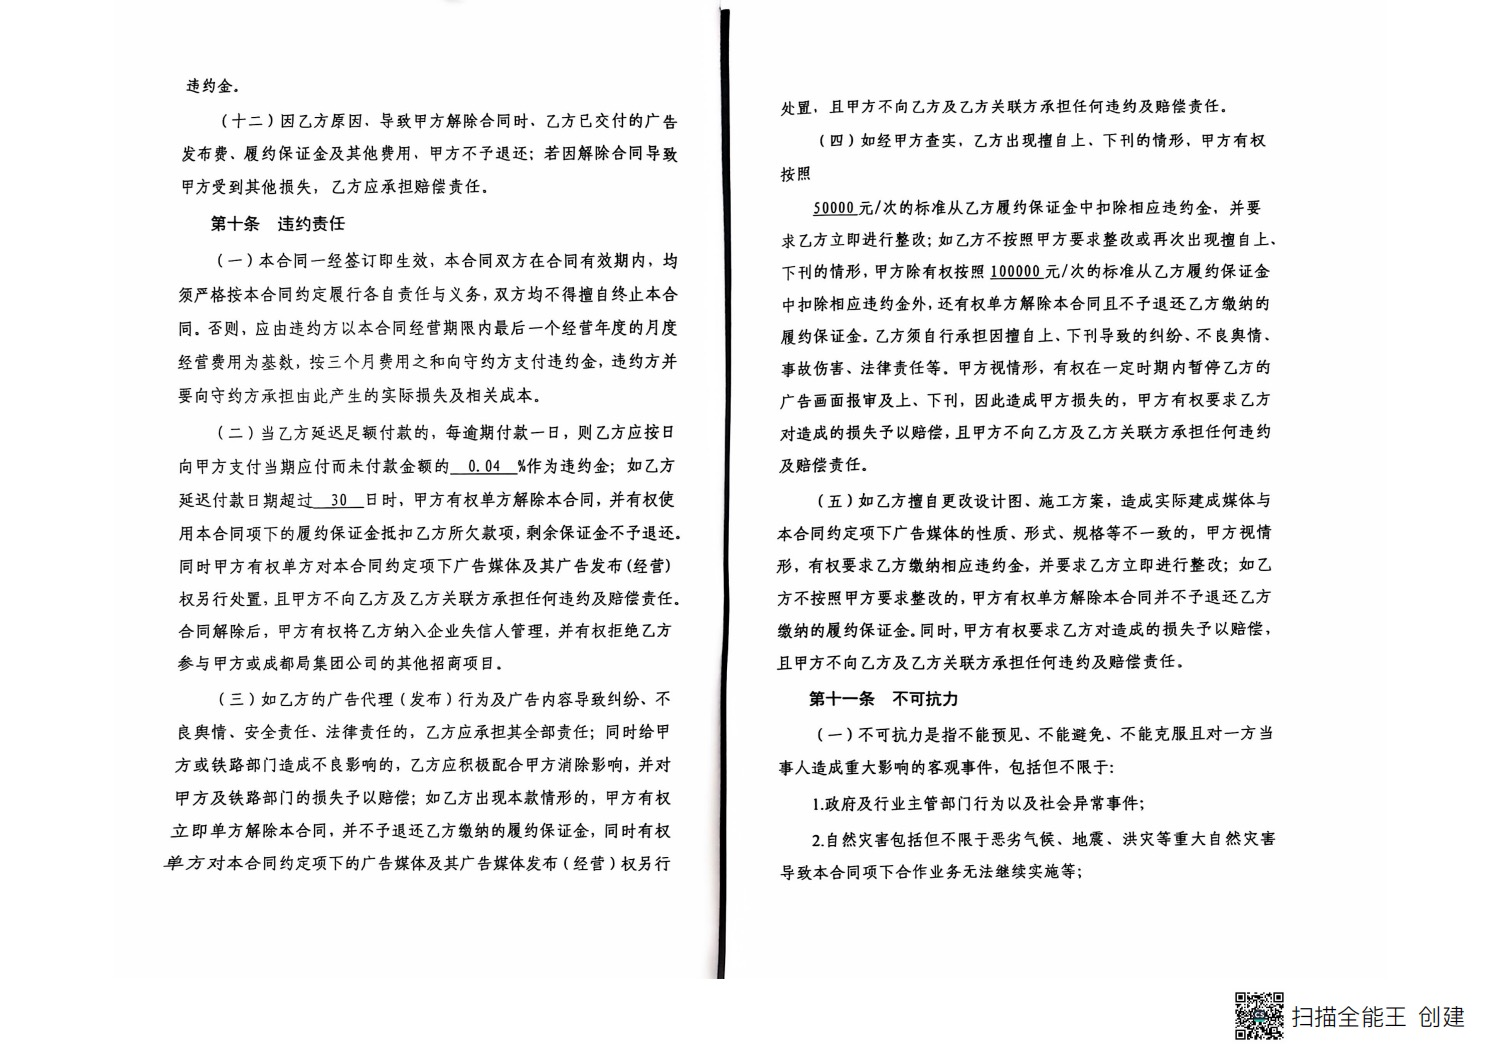 违约金。
（十二）因乙方原因、导致甲方解除合同时、乙方已交付的广告
发布费、履约保证金及其他费用、甲方不予退还；若因解除合同导致
甲方受到其他损失，乙方应承担赔偿责任。
第十条 违约责任
（一）本合同一经签订即生效，本合同双方在合同有效期内，均
须严格按本合同约定履行各自责任与义务，双方均不得擅自终止本合
同。否则，应由违约方以本合同经营期限内最后一个经营年度的月度
经营费用为基数，按三个月费用之和向守约方支付违约金，违约方并
要向守约方承担由此产生的实际损失及相关成本。
（二）当乙方延迟足额付款的，每逾期付款一日，则乙方应按日
向甲方支付当期应付而未付款金额的 0.04 %作为违约金；如乙方
延迟付款日期超过 30 日时，甲方有权单方解除本合同，并有权使
用本合同项下的履约保证金抵扣乙方所欠款项，剩余保证金不予退还。
同时甲方有权单方对本合同约定项下广告媒体及其广告发布(经营)
权另行处置，且甲方不向乙方及乙方关联方承担任何违约及赔偿责任。
合同解除后，甲方有权将乙方纳入企业失信人管理，并有权拒绝乙方
参与甲方或成都局集团公司的其他招商项目。
（三）如乙方的广告代理（发布）行为及广告内容导致纠纷、不
良舆情、安全责任、法律责任的，乙方应承担其全部责任；同时给甲
方或铁路部门造成不良影响的，乙方应积极配合甲方消除影响，并对
甲方及铁路部门的损失予以赔偿；如乙方出现本款情形的，甲方有权
立即单方解除本合同，并不予退还乙方缴纳的履约保证金，同时有权
单方对本合同约定项下的广告媒体及其广告媒体发布（经营）权另行
处置，且甲方不向乙方及乙方关联方承担任何违约及赔偿责任。
（四）如经甲方查实，乙方出现擅自上、下刊的情形，甲方有权
按照
50000 元/次的标准从乙方履约保证金中扣除相应违约金，并要
求乙方立即进行整改；如乙方不按照甲方要求整改或再次出现擅自上、
下刊的情形，甲方除有权按照 100000 元/次的标准从乙方履约保证金
中扣除相应违约金外，还有权单方解除本合同且不予退还乙方缴纳的
履约保证金。乙方须自行承担因擅自上、下刊导致的纠纷、不良舆情、
事故伤害、法律责任等。甲方视情形，有权在一定时期内暂停乙方的
广告画面报审及上、下刊，因此造成甲方损失的，甲方有权要求乙方
对造成的损失予以赔偿，且甲方不向乙方及乙方关联方承担任何违约
及赔偿责任。
（五）如乙方擅自更改设计图、施工方案，造成实际建成媒体与
本合同约定项下广告媒体的性质、形式、规格等不一致的，甲方视情
形，有权要求乙方缴纳相应违约金，并要求乙方立即进行整改；如乙
方不按照甲方要求整改的，甲方有权单方解除本合同并不予退还乙方
缴纳的履约保证金。同时，甲方有权要求乙方对造成的损失予以赔偿，
且甲方不向乙方及乙方关联方承担任何违约及赔偿责任。
第十一条 不可抗力
（一）不可抗力是指不能预见、不能避免、不能克服且对一方当
事人造成重大影响的客观事件，包括但不限于：
1.政府及行业主管部门行为以及社会异常事件；
2.自然灾害包括但不限于恶劣气候、地震、洪灾等重大自然灾害
导致本合同项下合作业务无法继续实施等；
扫描全能王 创建